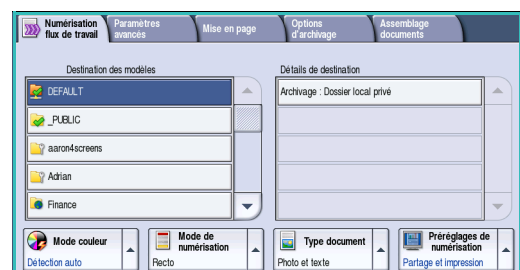 Numérisation
flux de travail
Paramètres
avancés
Mise en page
Options
d'archivage
Assemblage
documents
Destination des modèles
DEFAULT
_PUBLIC
aaron4screens
Adrian
Finance
Détails de destination
Archivage : Dossier local privé
Mode couleur
Détection auto
Mode de
numérisation
Recto
Type document
Photo et texte
Préréglages de
numérisation
Partage et impression